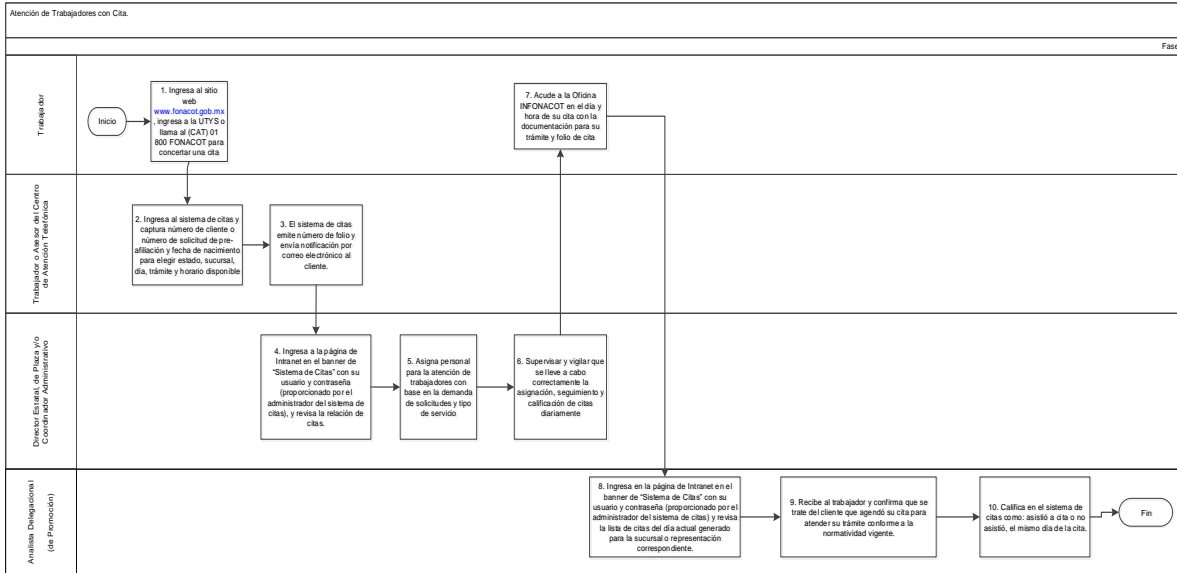 Atención de Trabajadores con Cita.
Fase
Trabajador
Inicio
1. Ingresa al sitio
web
www.fonacot.gob.mx
, ingresa a la UTYS o
llama al (CAT) 01
800 FONACOT para
concertar una cita
7. Acude a la Oficina
INFONACOT en el día y
hora de su cita con la
documentación para su
trámite y folio de cita
Trabajador o Asesor del Centro
de Atención Telefónica
2. Ingresa al sistema de citas y
captura número de cliente o
número de solicitud de pre-
afiliación y fecha de nacimiento
para elegir estado, sucursal,
día, trámite y horario disponible
3. El sistema de citas
emite número de folio y
envía notificación por
correo electrónico al
cliente.
Director Estatal, de Plaza y/o
Coordinador Administrativo
4. Ingresa a la página de
Intranet en el banner de
“Sistema de Citas” con su
usuario y contraseña
(proporcionado por el
administrador del sistema de
citas), y revisa la relación de
citas.
5. Asigna personal
para la atención de
trabajadores con
base en la demanda
de solicitudes y tipo
de servicio
6. Supervisar y vigilar que
se lleve a cabo
correctamente la
asignación, seguimiento y
calificación de citas
diariamente
Analista Delegacional
(de Promoción)
8. Ingresa en la página de Intranet en el
banner de “Sistema de Citas” con su
usuario y contraseña (proporcionado por el
administrador del sistema de citas) y revisa
la lista de citas del día actual generado
para la sucursal o representación
correspondiente.
9. Recibe al trabajador y confirma que se
trate del cliente que agendó su cita para
atender su trámite conforme a la
normatividad vigente.
10. Califica en el sistema de
citas como: asistió a cita o no
asistió, el mismo día de la cita.
Fin